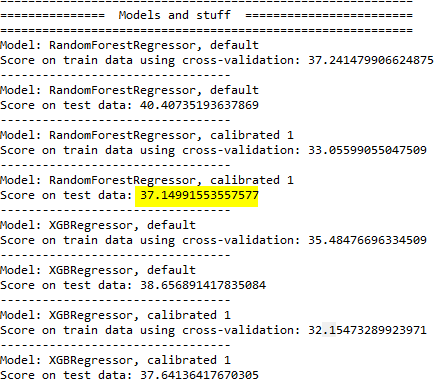 =======================================================
=============== Models and stuff ======================
=======================================================
Model: RandomForestRegressor, default
Score on train data using cross-validation: 37.241479906624875
-------------------------------
Model: RandomForestRegressor, default
Score on test data: 40.40735193637869
-------------------------------
Model: RandomForestRegressor, calibrated 1
Score on train data using cross-validation: 33.05599055047509
-------------------------------
Model: RandomForestRegressor, calibrated 1
Score on test data: 37.14991553557577
-------------------------------
Model: XGBRegressor, default
Score on train data using cross-validation: 35.48476696334509
-------------------------------
Model: XGBRegressor, default
Score on test data: 38.656891417835084
-------------------------------
Model: XGBRegressor, calibrated 1
Score on train data using cross-validation: 32.15473289923971
-------------------------------
Model: XGBRegressor, calibrated 1
Score on test data: 37.64136417670305